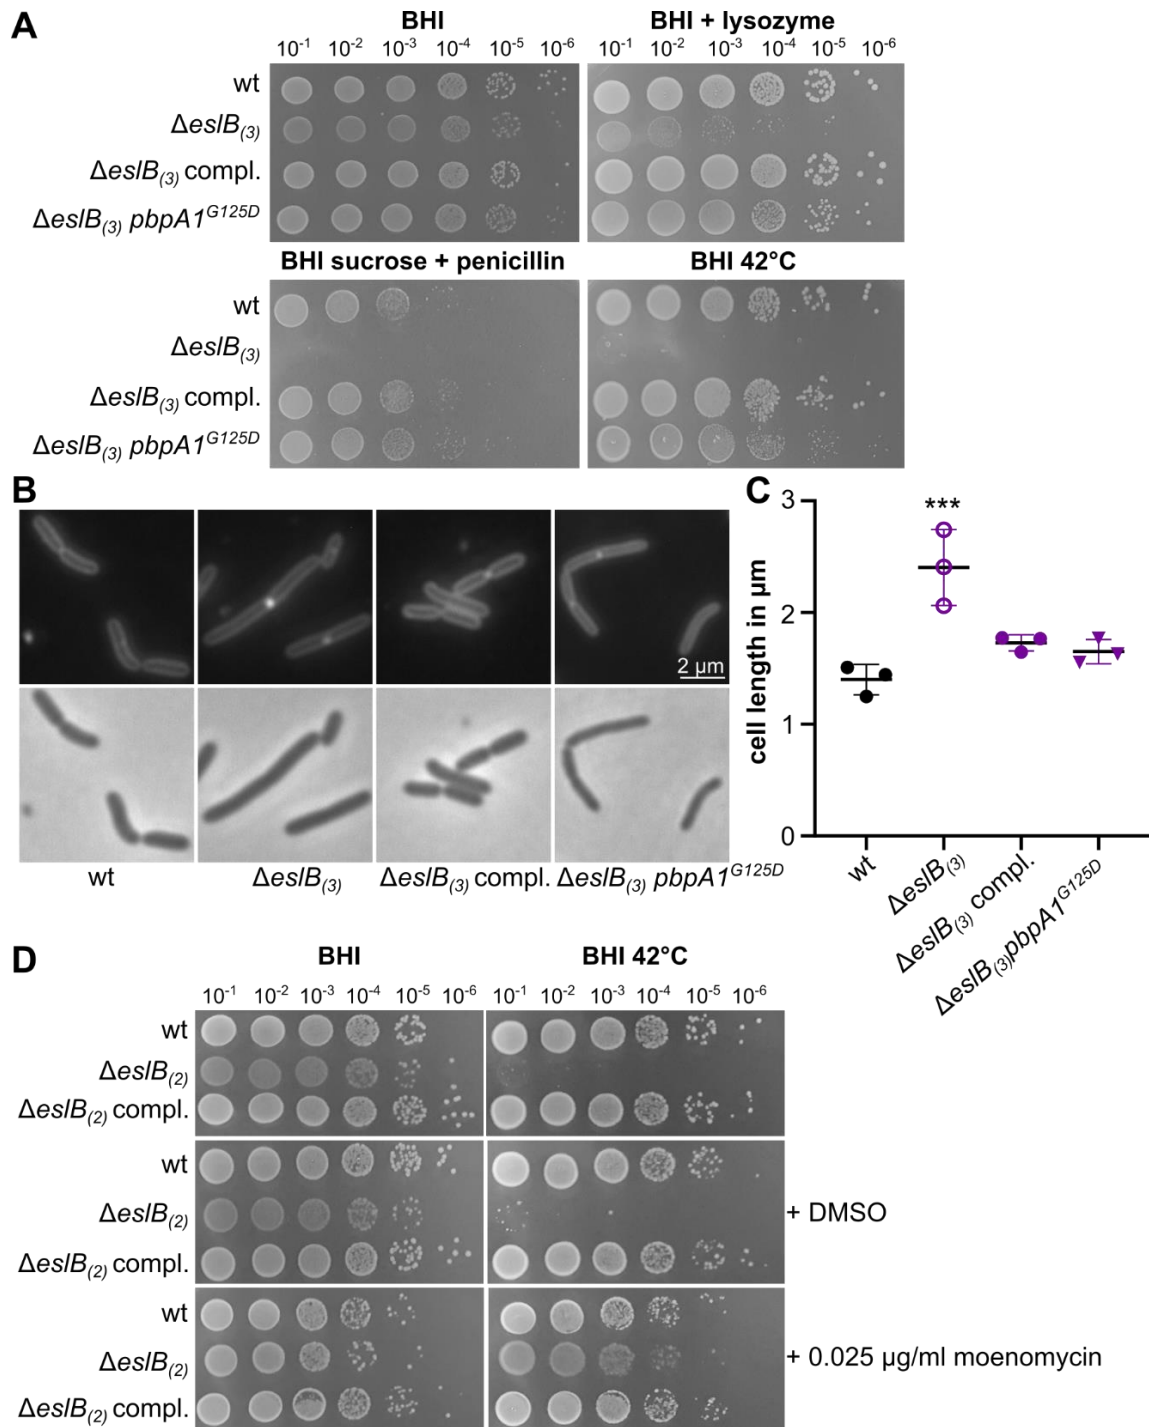 A
BHI
BHI + lysozyme
10-1 10-2 10-3 10-4 10-5 10-6
10-1 10-2 10-3 10-4 10-5 10-6
wt
ΔeslB(3)
ΔeslB(3) compl.
ΔeslB(3) pbpA1G125D
BHI sucrose + penicillin
BHI 42°C
wt
ΔeslB(3)
ΔeslB(3) compl.
ΔeslB(3) pbpA1G125D
B
2 µm
wt
ΔeslB(3)
ΔeslB(3) compl.
ΔeslB(3) pbpA1G125D
C
cell length in µm
3
2
1
0
***
wt
ΔeslB(3)
ΔeslB(3) compl.
ΔeslB(3)pbpA1G125D
D
BHI
BHI 42°C
10-1 10-2 10-3 10-4 10-5 10-6
10-1 10-2 10-3 10-4 10-5 10-6
wt
ΔeslB(2)
ΔeslB(2) compl.
wt
ΔeslB(2)
ΔeslB(2) compl.
+ DMSO
wt
ΔeslB(2)
ΔeslB(2) compl.
+ 0.025 µg/ml moenomycin